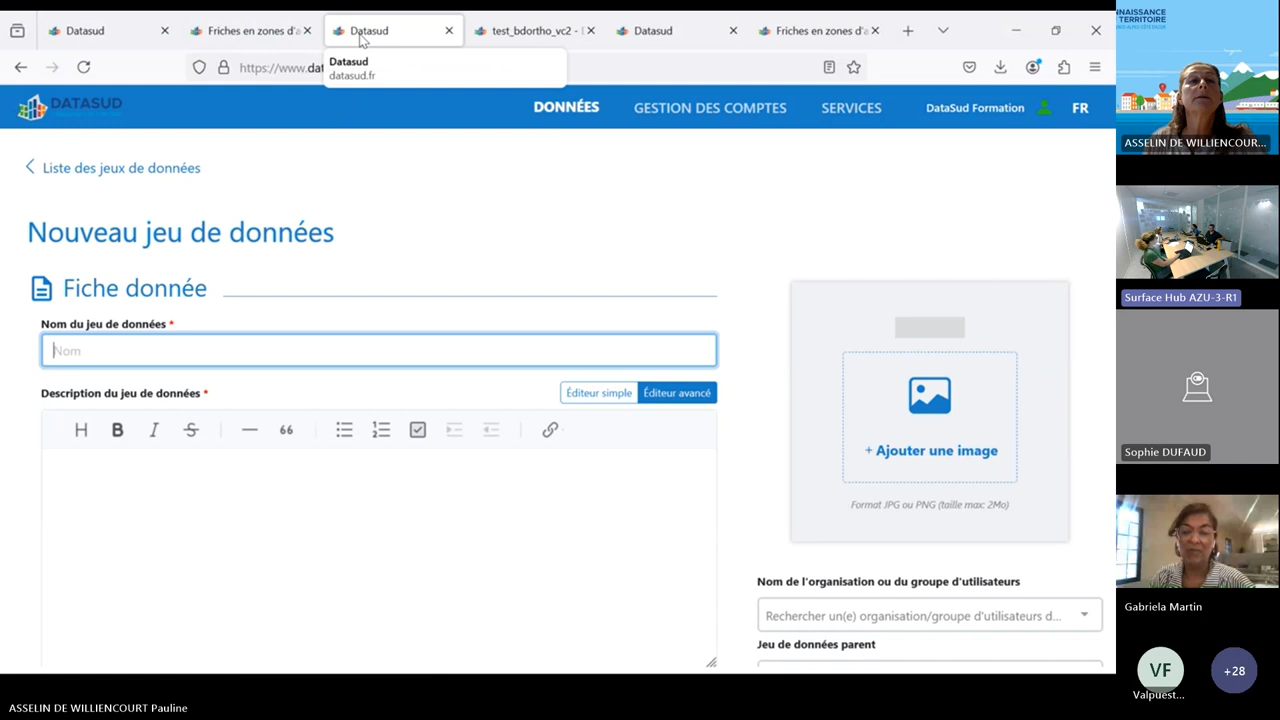 Datasud
Friches en zones d'a
Datasud
test_bdortho_vc2 - D
Datasud
Friches en zones d'a
https://www.dat
Datasud
datasud.fr
DATASUD
DONNÉES
GESTION DES COMPTES
SERVICES
DataSud Formation
FR
Liste des jeux de données
Nouveau jeu de données
Fiche donnée
Nom du jeu de données *
Nom
Description du jeu de données *
Éditeur simple
Éditeur avancé
H B I S 66
+ Ajouter une image
Format JPG ou PNG (taille max: 2Mo)
Nom de l'organisation ou du groupe d'utilisateurs
Rechercher un(e) organisation/groupe d'utilisateurs d...
Jeu de données parent
NNAISSANCE
TERRITOIRE
ASSELIN DE WILLIENCOUR...
Surface Hub AZU-3-R1
Sophie DUFAUD
Gabriela Martin
VF
Valpuest...
+28
ASSELIN DE WILLIENCOURT Pauline